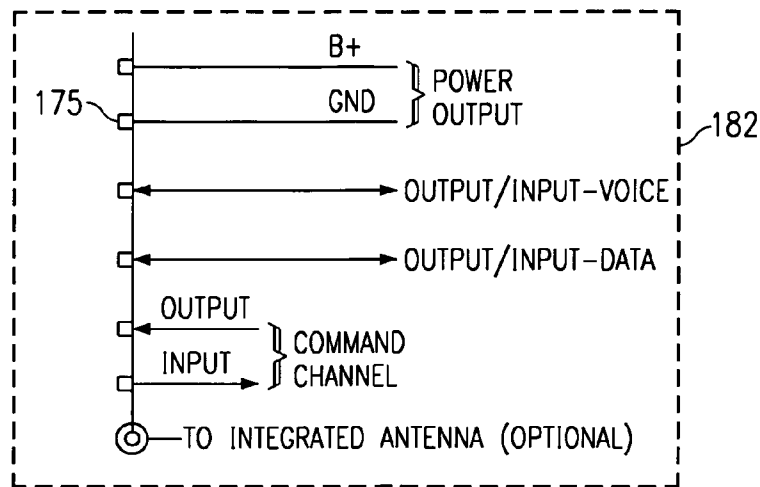 B+
POWER
175
GND
OUTPUT
182
OUTPUT/INPUT-VOICE
OUTPUT/INPUT-DATA
OUTPUT
COMMAND
INPUT
CHANNEL
TO INTEGRATED ANTENNA (OPTIONAL)